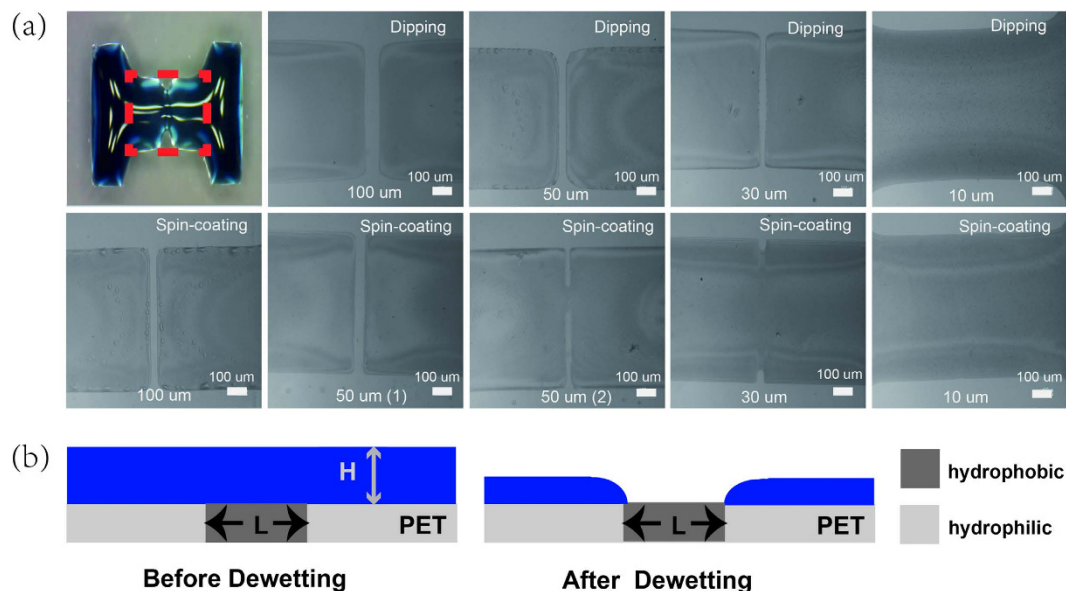 (a)
Dipping
100 um
100 um
Dipping
100 um
50 um
Dipping
100 um
30 um
Dipping
100 um
10 um
Spin-coating
100 um
100 um
Spin-coating
100 um
50 um (1)
Spin-coating
100 um
50 um (2)
Spin-coating
100 um
30 um
Spin-coating
100 um
10 um
(b)
H
L
PET
Before Dewetting
L
PET
After Dewetting
hydrophobic
hydrophilic